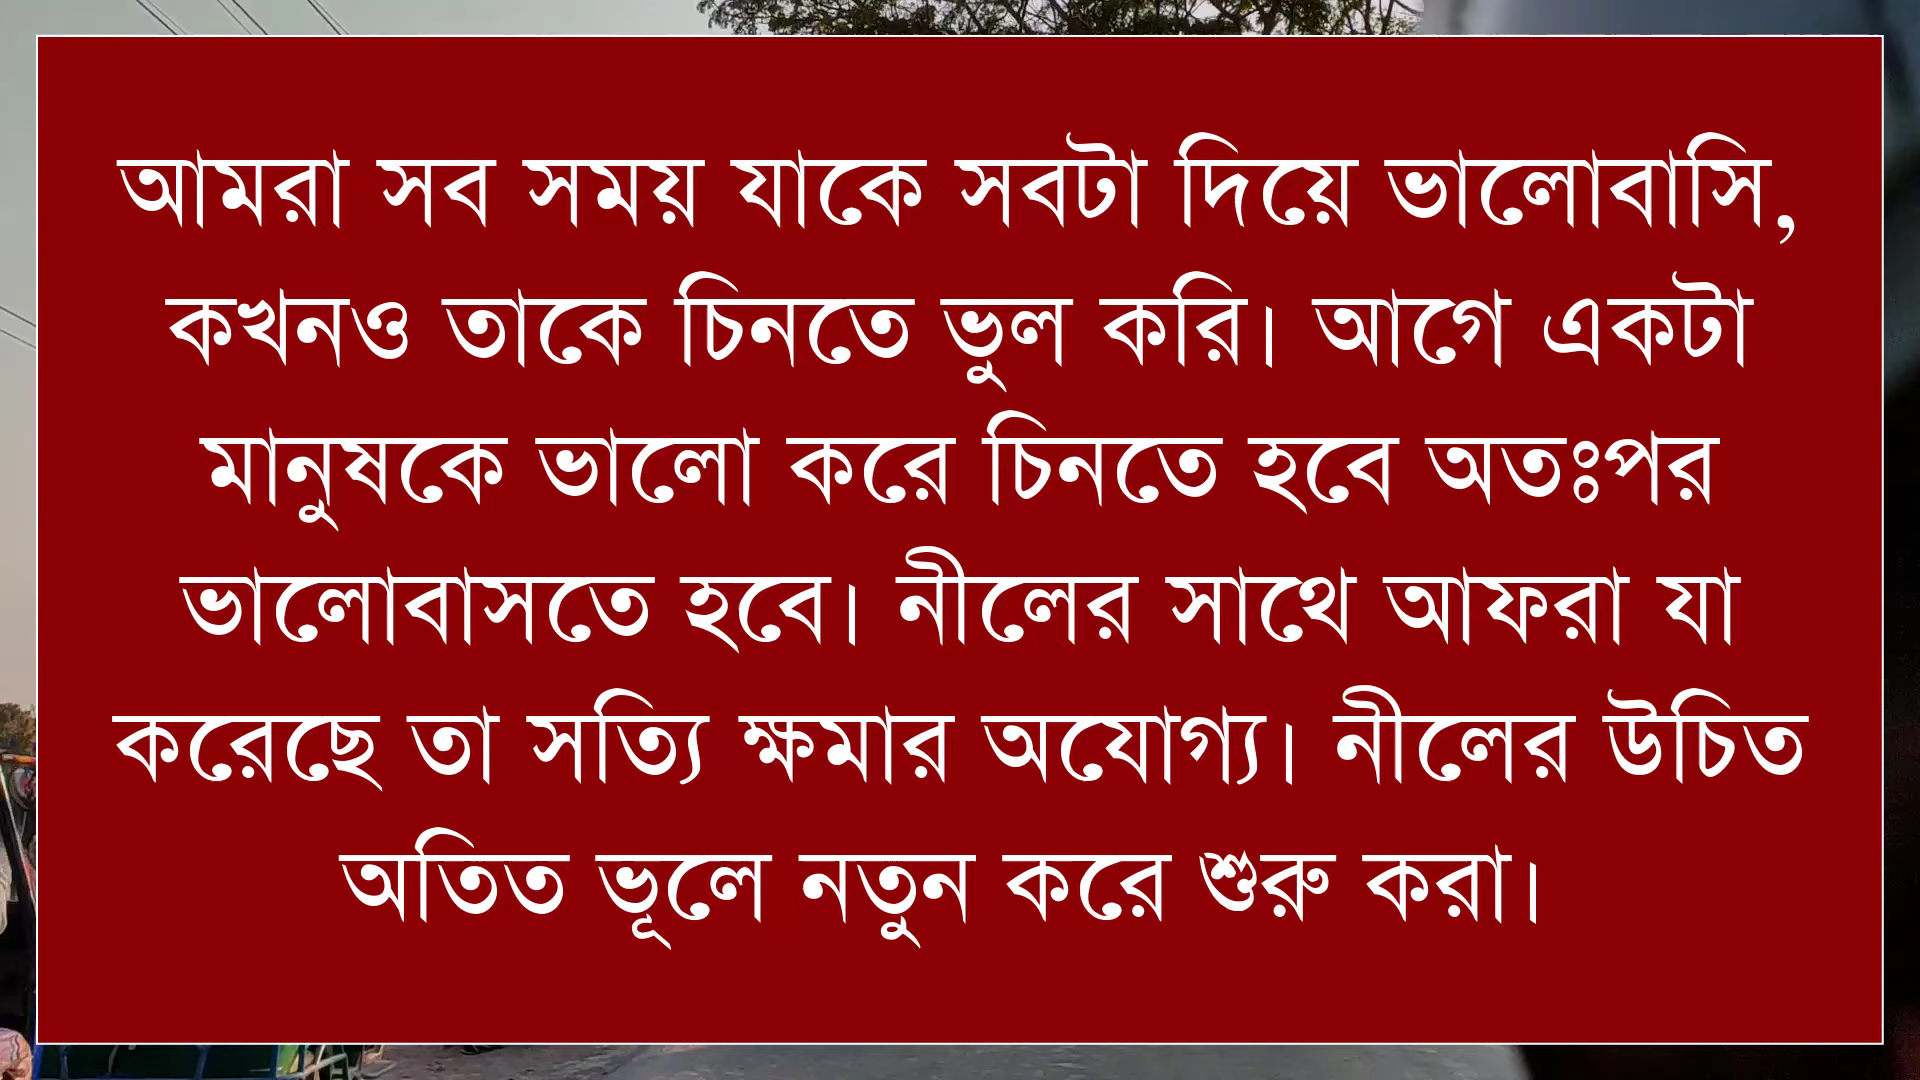 আমরা সব সময় যাকে সবটা দিয়ে ভালোবাসি,
কখনও তাকে চিনতে ভুল করি। আগে একটা
মানুষকে ভালো করে চিনতে হবে অতঃপর
ভালোবাসতে হবে। নীলের সাথে আফরা যা
করেছে তা সত্যি ক্ষমার অযোগ্য। নীলের উচিত
অতিত ভূলে নতুন করে শুরু করা।